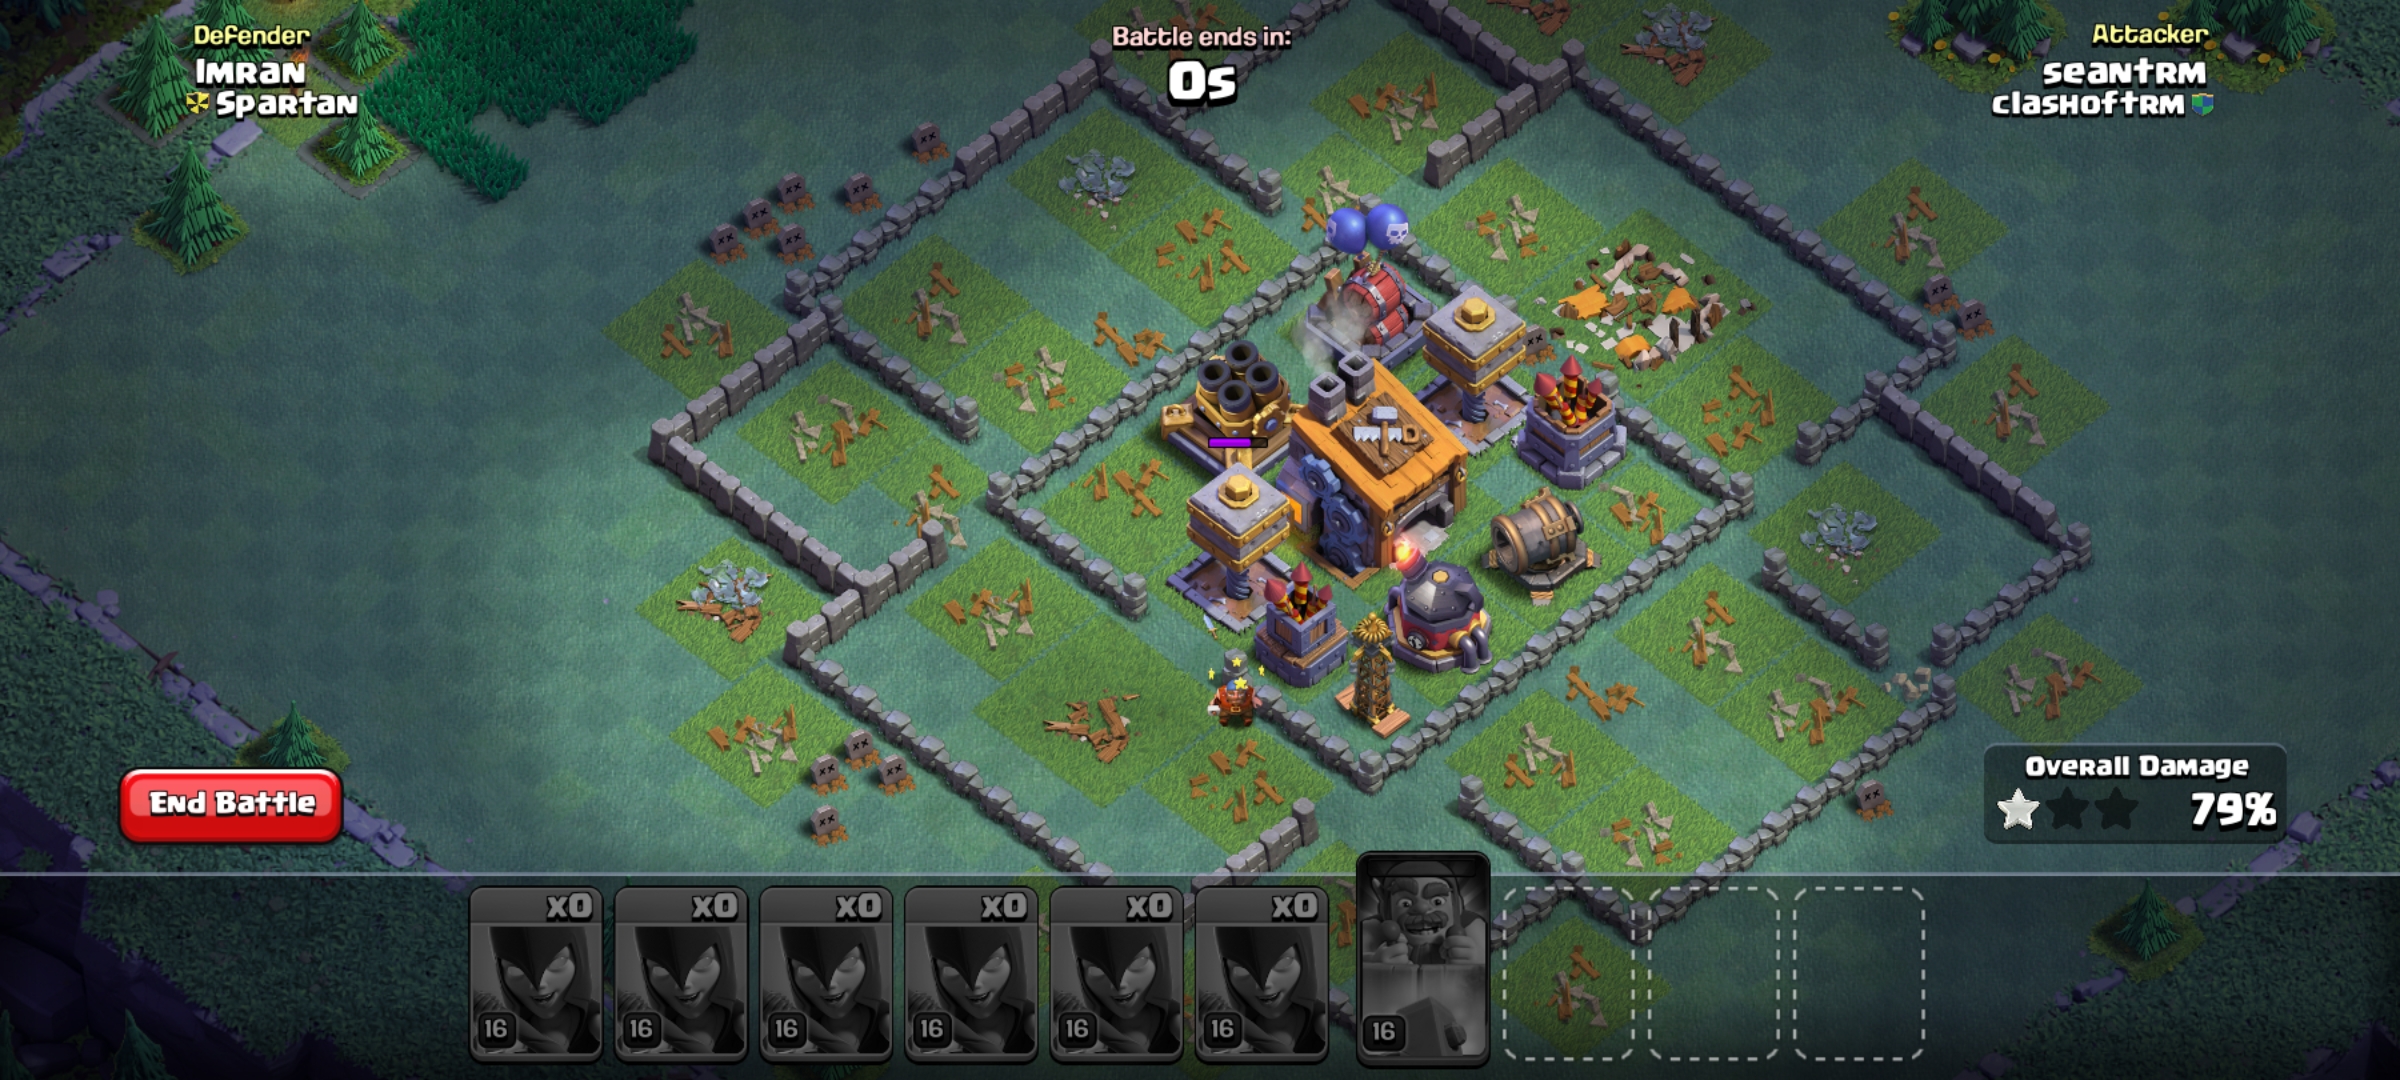 Defender
IMRAN
Spartan
Battle ends in:
0s
Attacker
seantRM
clashoftRM
End Battle
Overall Damage
79%
x0
x0
x0
x0
x0
x0
16
16
16
16
16
16
16